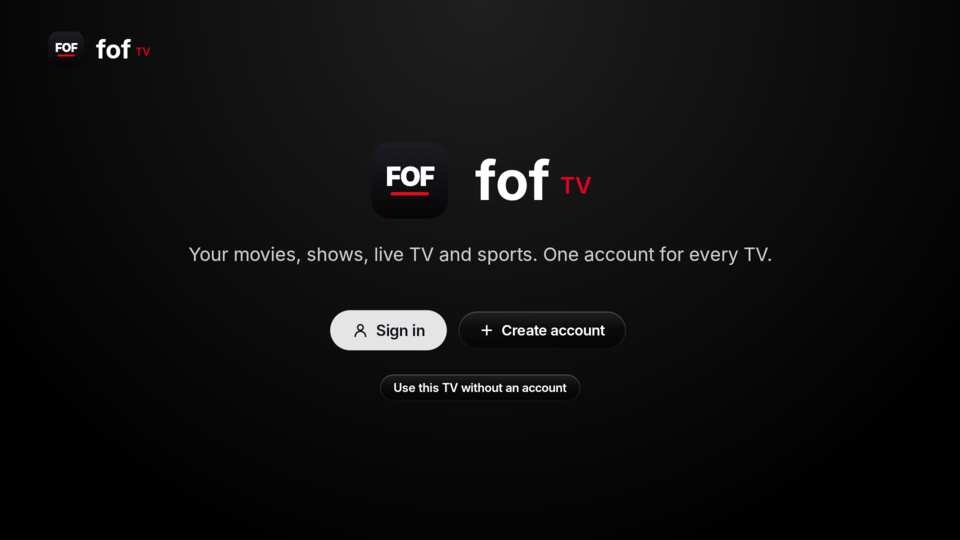 FOF fof TV
FOF fof TV
Your movies, shows, live TV and sports. One account for every TV.
Sign in
Create account
Use this TV without an account